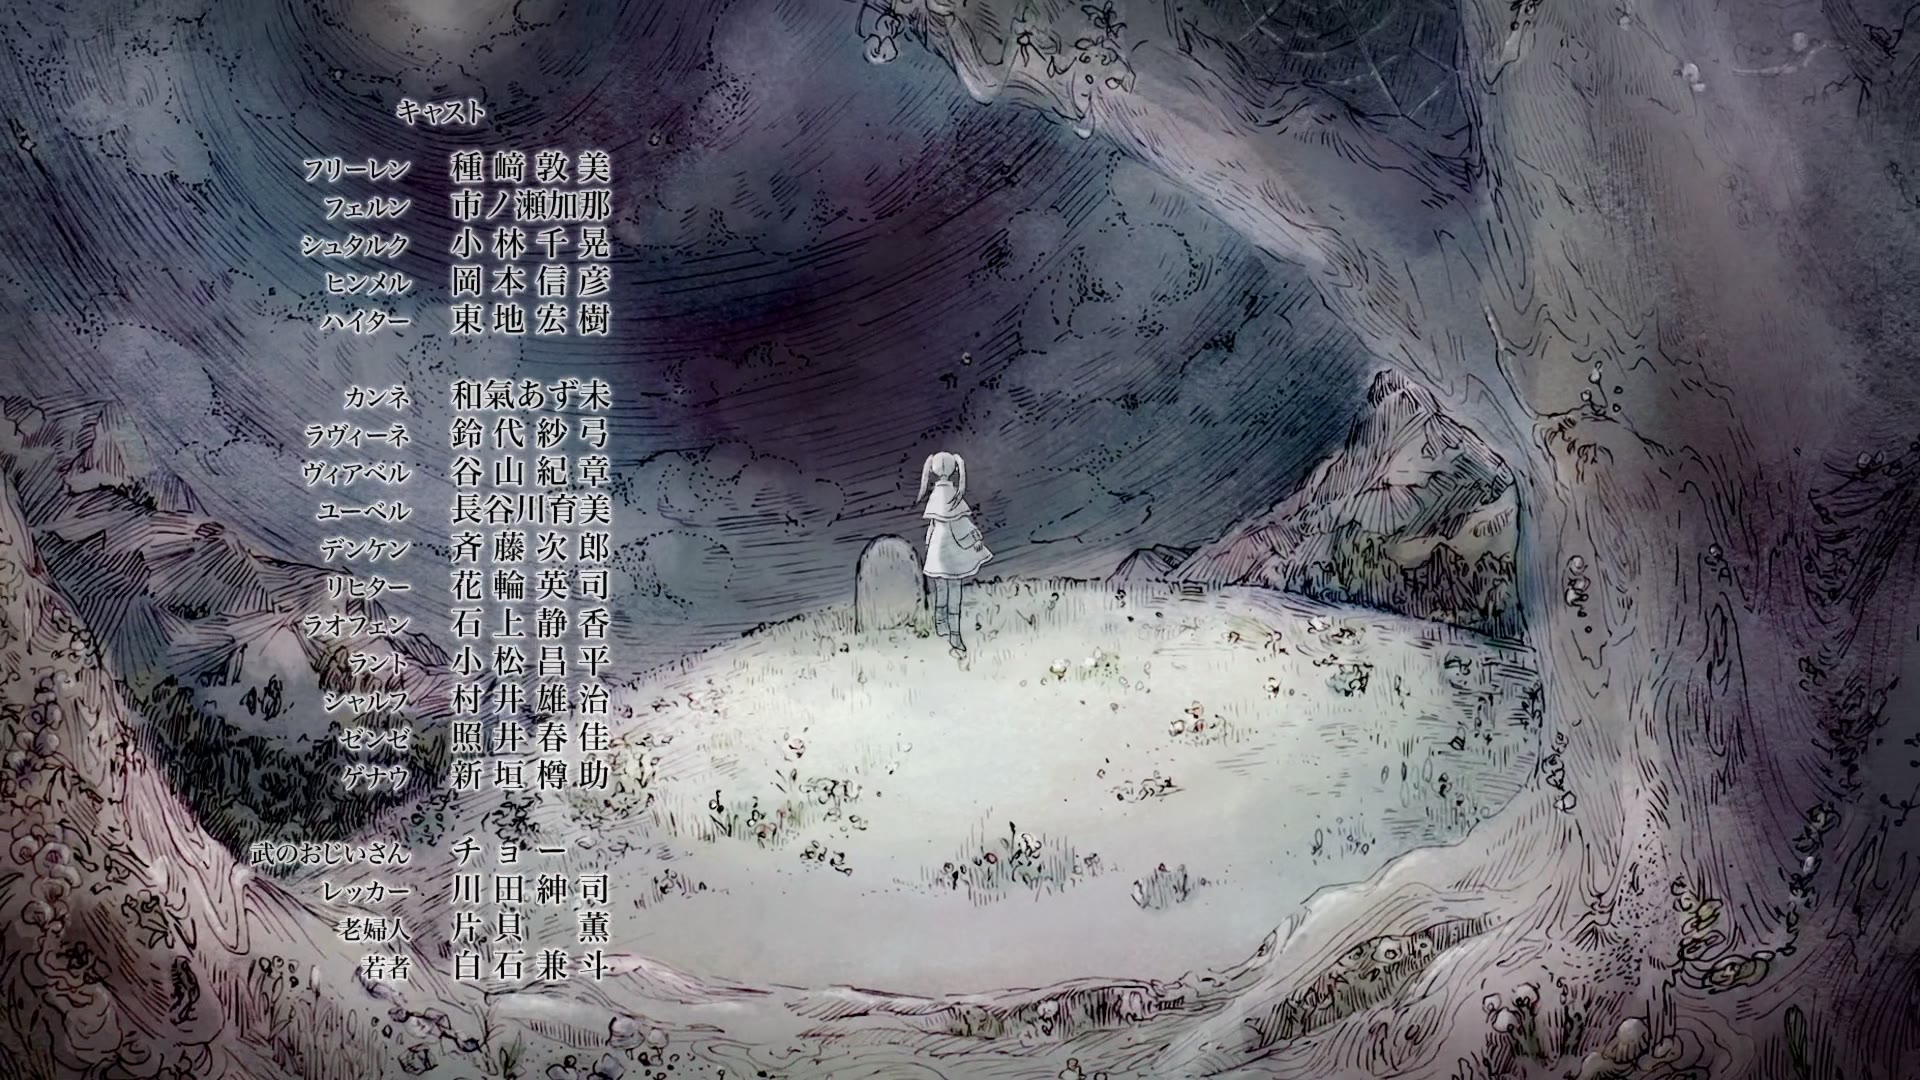 キャスト
フリーレン 種﨑敦美
フェルン 市ノ瀬加那
シュタルク 小林千晃
ヒンメル 岡本信彦
ハイター 東地宏樹
カンネ 和氣あず未
ラヴィーネ 鈴代紗弓
ヴィアベル 谷山紀章
ユーベル 長谷川育美
デンケン 斉藤次郎
リヒター 花輪英司
ラオフェン 石上静香
ラント 小松昌平
シャルフ 村井雄治
ゼンゼ 照井春佳
ゲナウ 新垣樽助
武のおじいさん チョー
レッカー 川田紳司
老婦人 片貝薫
若者 白石兼斗